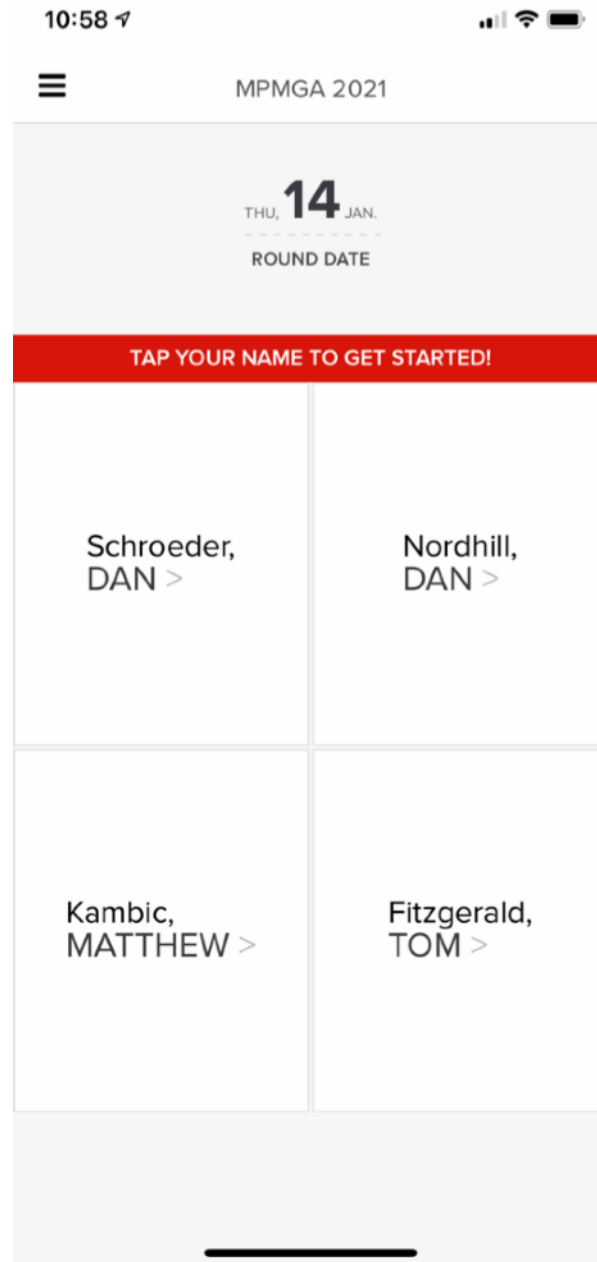 10:58
MPMGA 2021
THU, 14 JAN.
ROUND DATE
TAP YOUR NAME TO GET STARTED!
Schroeder,
DAN >
Nordhill,
DAN >
Kambic,
MATTHEW >
Fitzgerald,
TOM >